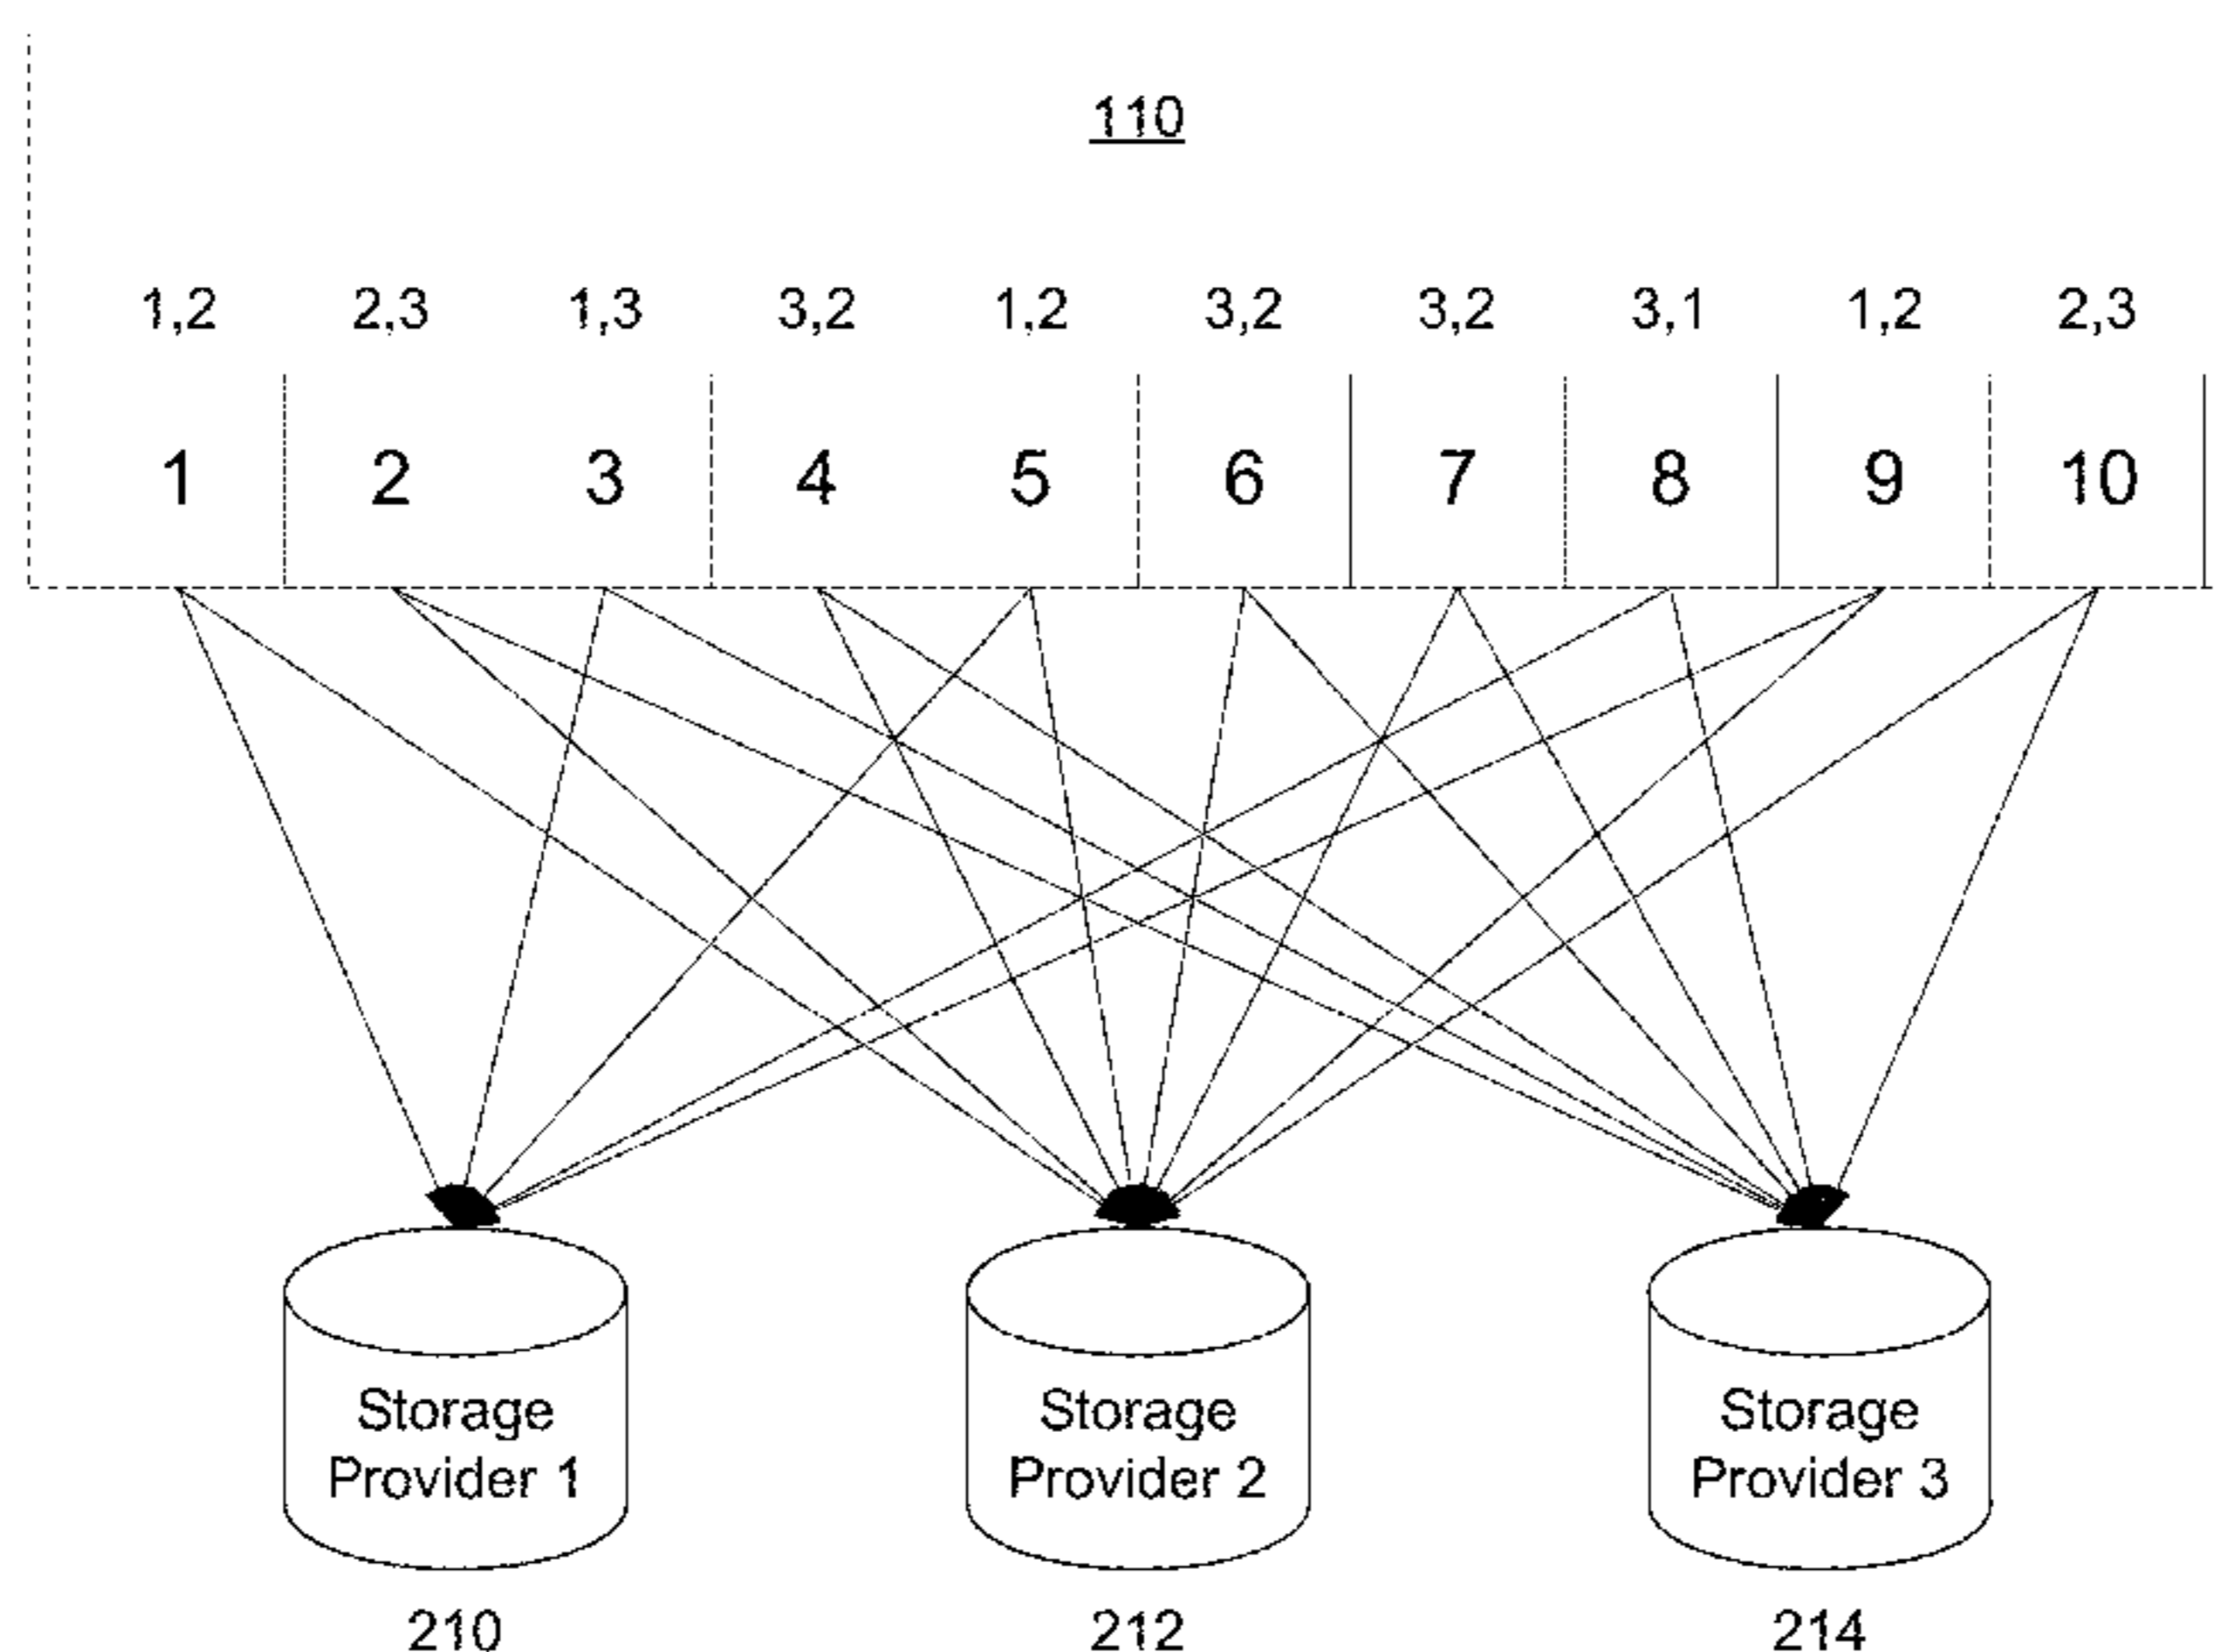 110
1,2 2,3 1,3 3,2 1,2 3,2 3,2 3,1 1,2 2,3
1 2 3 4 5 6 7 8 9 10
Storage Storage Storage
Provider 1 Provider 2 Provider 3
210 212 214